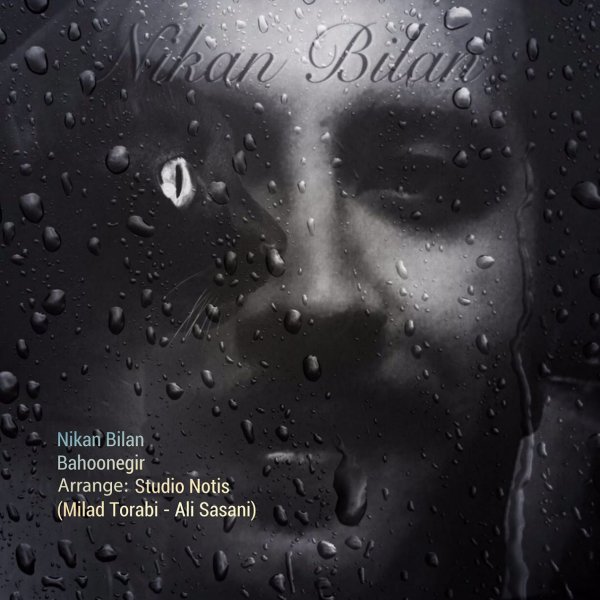 Nikan Bilan
Nikan Bilan
Bahoonegir
Arrange: Studio Notis
(Milad Torabi - Ali Sasani)